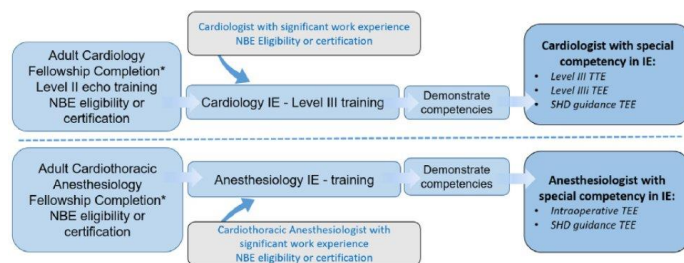 Cardiologist with significant work experience
NBE Eligibility or certification
Adult Cardiology
Fellowship Completion*
Level II echo training
NBE eligibility or
certification
Cardiology IE - Level III training
Demonstrate
competencies
Cardiologist with special
competency in IE:
• Level III TTE
• Level IIIi TEE
• SHD guidance TEE
Adult Cardiothoracic
Anesthesiology
Fellowship Completion*
NBE eligibility or
certification
Anesthesiology IE - training
Demonstrate
competencies
Anesthesiologist with
special competency in IE:
• Intraoperative TEE
• SHD guidance TEE
Cardiothoracic Anesthesiologist with
significant work experience
NBE eligibility or certification